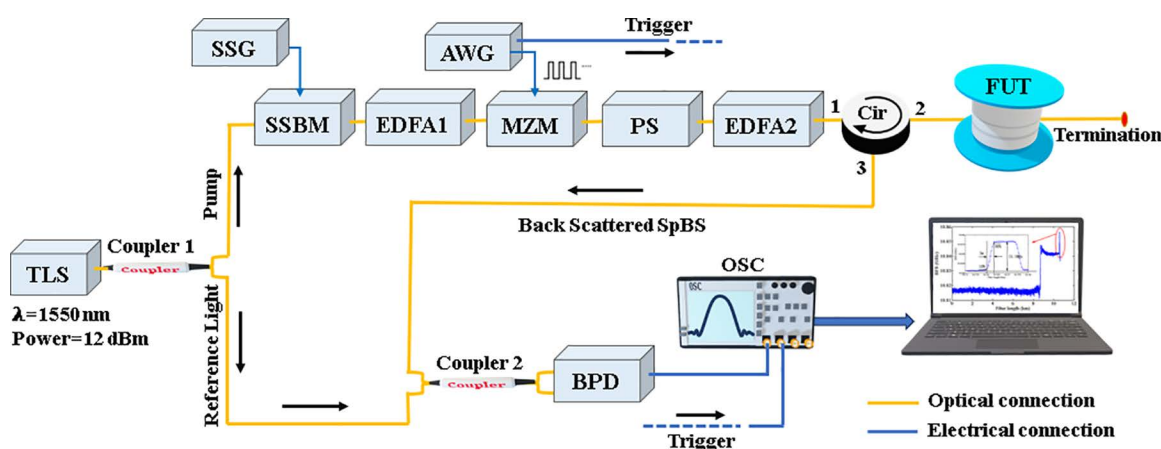 SSG
AWG
Trigger
SSBM
EDFA1
MZM
PS
EDFA2
1
Cir
2
3
FUT
Termination
Pump
Back Scattered SpBS
Coupler 1
TLS
Coupler
λ=1550 nm
Power=12 dBm
Reference Light
OSC
OSC
Coupler 2
Coupler
BPD
Trigger
Optical connection
Electrical connection